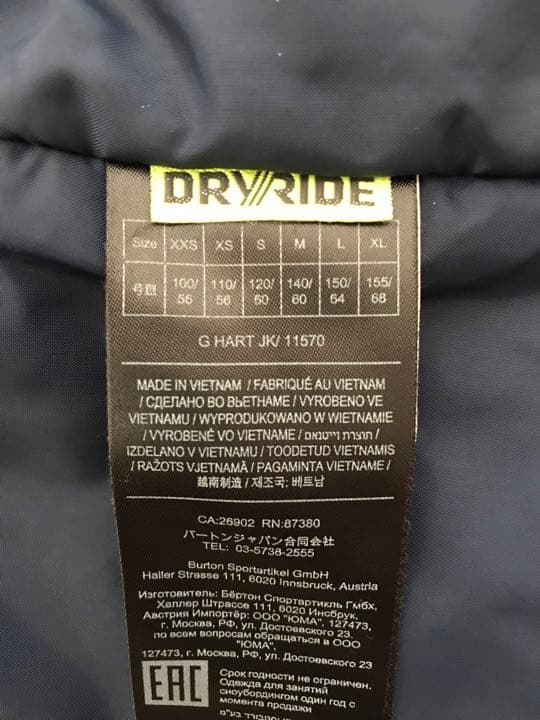 DRYRIDE
Size XXS XS S M L XL
号型 100/56 110/56 120/60 140/60 150/64 155/68
G HART JK/ 11570
MADE IN VIETNAM / FABRIQUÉ AU VIETNAM
/ СДЕЛАНО ВО ВЬЕТНАМЕ / VYROBENO VE
VIETNAMU / WYPRODUKOWANO W WIETNAMIE
/ VYROBENÉ VO VIETNAME / תוצרת וייטנאם /
IZDELANO V VIETNAMU / TOODETUD VIETNAMIS
/ RAŽOTS VJETNAMĀ / PAGAMINTA VIETNAME /
越南制造 / 제조국: 베트남
CA:26902 RN:87380
バートンジャパン合同会社
TEL: 03-5738-2555
Burton Sportartikel GmbH
Haller Strasse 111, 6020 Innsbruck, Austria
Изготовитель: Бёртон Спортартикль Гмбх,
Халлер Штрассе 111, 6020 Инсбрук,
Австрия Импортёр: ООО "ЮМА", 127473,
г. Москва, РФ, ул. Достоевского 23.
по всем вопросам обращаться в ООО
"ЮМА",
127473, г. Москва, РФ, ул. Достоевского 23
EAC
Срок годности не ограничен.
Одежда для занятий
сноубордингом один год с
момента продажи